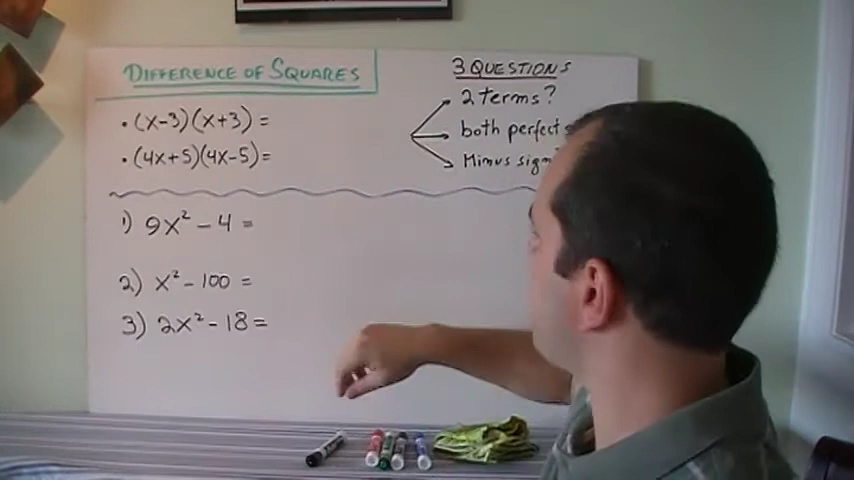 DIFFERENCE OF SQUARES
• (x-3)(x+3) =
• (4x+5)(4x-5) =
3 QUESTIONS
2 terms?
both perfect
Minus sign
1) 9x² - 4 =
2) x² - 100 =
3) 2x² - 18 =